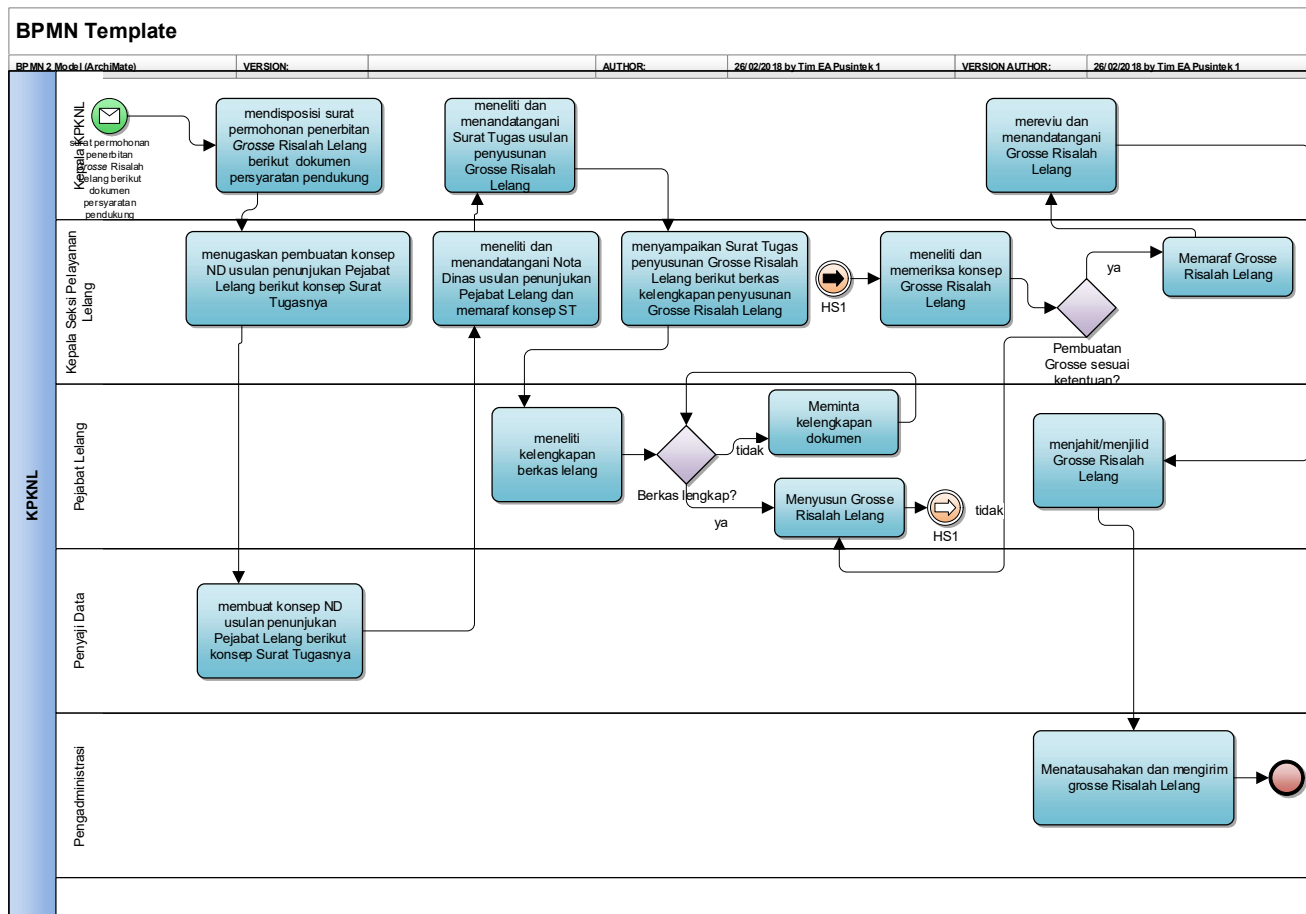 BPMN Template
BPMN 2 Model (ArchiMate)
VERSION:
AUTHOR:
26/02/2018 by Tim EA Pusintek 1
VERSION AUTHOR:
26/02/2018 by Tim EA Pusintek 1
KPKNL
Kepala KPKNL
surat permohonan
penerbitan
Grosse Risalah
Lelang berikut
dokumen
persyaratan
pendukung
mendisposisi surat
permohonan penerbitan
Grosse Risalah Lelang
berikut dokumen
persyaratan pendukung
meneliti dan
menandatangani
Surat Tugas usulan
penyusunan
Grosse Risalah
Lelang
mereviu dan
menandatangani
Grosse Risalah
Lelang
Kepala Seksi Pelayanan
Lelang
menugaskan pembuatan konsep
ND usulan penunjukan Pejabat
Lelang berikut konsep Surat
Tugasnya
meneliti dan
menandatangani Nota
Dinas usulan penunjukan
Pejabat Lelang dan
memaraf konsep ST
menyampaikan Surat Tugas
penyusunan Grosse Risalah
Lelang berikut berkas
kelengkapan penyusunan
Grosse Risalah Lelang
HS1
meneliti dan
memeriksa konsep
Grosse Risalah
Lelang
Pembuatan
Grosse sesuai
ketentuan?
ya
Memaraf Grosse
Risalah Lelang
Pejabat Lelang
meneliti
kelengkapan
berkas lelang
Berkas lengkap?
tidak
Meminta
kelengkapan
dokumen
ya
Menyusun Grosse
Risalah Lelang
HS1
tidak
menjahit/menjilid
Grosse Risalah
Lelang
Penyaji Data
membuat konsep ND
usulan penunjukan
Pejabat Lelang berikut
konsep Surat Tugasnya
Pengadministrasi
Menatausahakan dan mengirim
grosse Risalah Lelang